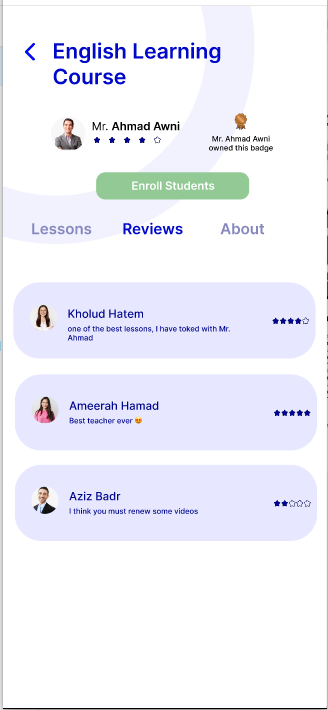 English Learning
Course
Mr. Ahmad Awni
Mr. Ahmad Awni
owned this badge
Enroll Students
Lessons Reviews About
Kholud Hatem
one of the best lessons, I have toked with Mr.
Ahmad
Ameerah Hamad
Best teacher ever 😍
Aziz Badr
I think you must renew some videos